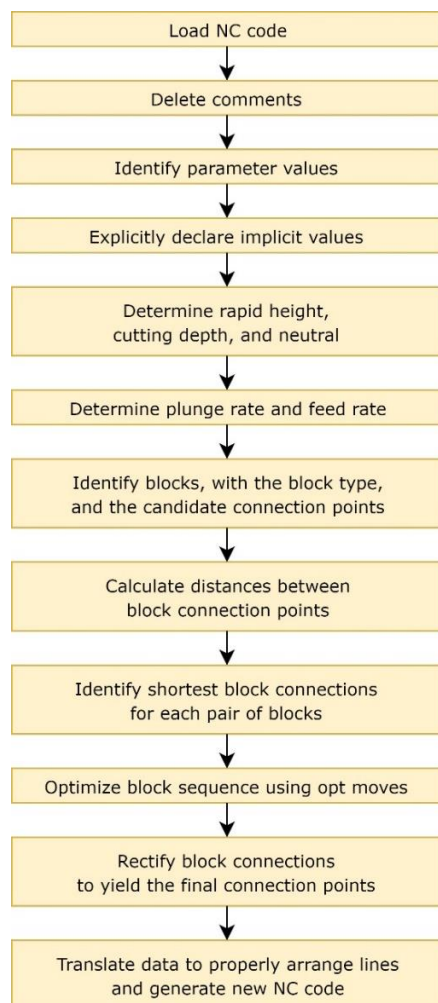 Load NC code
Delete comments
Identify parameter values
Explicitly declare implicit values
Determine rapid height,
cutting depth, and neutral
Determine plunge rate and feed rate
Identify blocks, with the block type,
and the candidate connection points
Calculate distances between
block connection points
Identify shortest block connections
for each pair of blocks
Optimize block sequence using opt moves
Rectify block connections
to yield the final connection points
Translate data to properly arrange lines
and generate new NC code